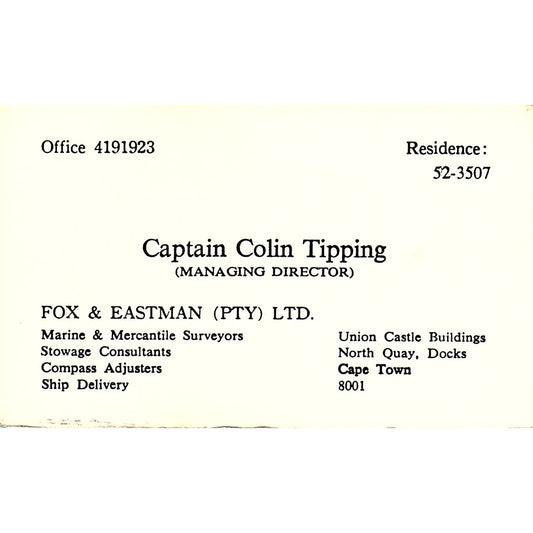 Office 4191923
Residence:
52-3507
Captain Colin Tipping
(MANAGING DIRECTOR)
FOX & EASTMAN (PTY) LTD.
Marine & Mercantile Surveyors
Stowage Consultants
Compass Adjusters
Ship Delivery
Union Castle Buildings
North Quay, Docks
Cape Town
8001